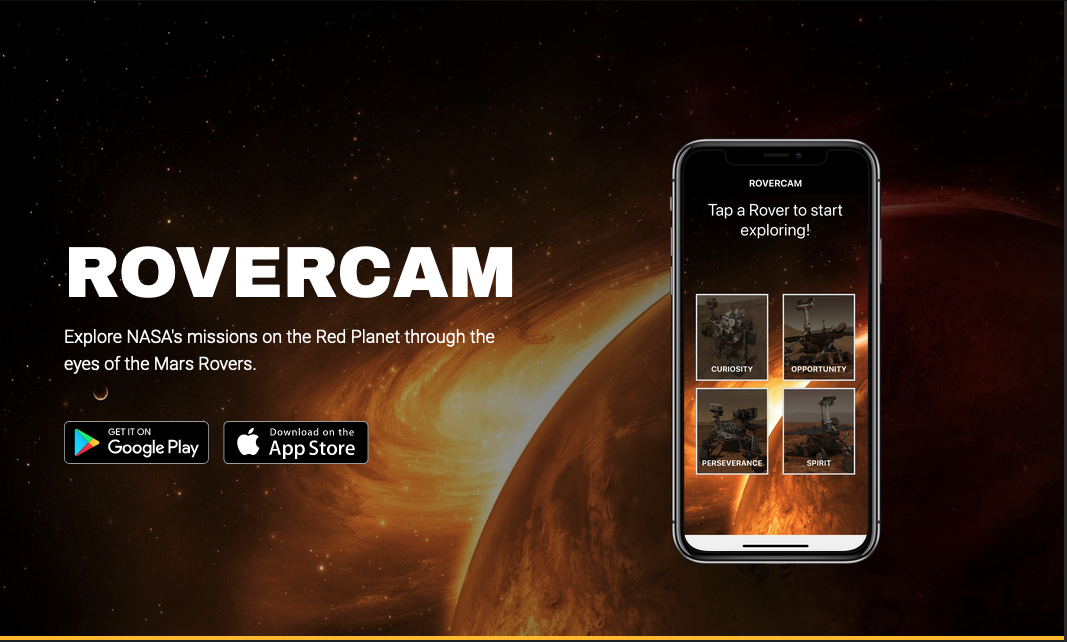 ROVERCAM
Explore NASA's missions on the Red Planet through the
eyes of the Mars Rovers.
GET IT ON
Google Play
Download on the
App Store
ROVERCAM
Tap a Rover to start
exploring!
CURIOSITY
OPPORTUNITY
PERSEVERANCE
SPIRIT